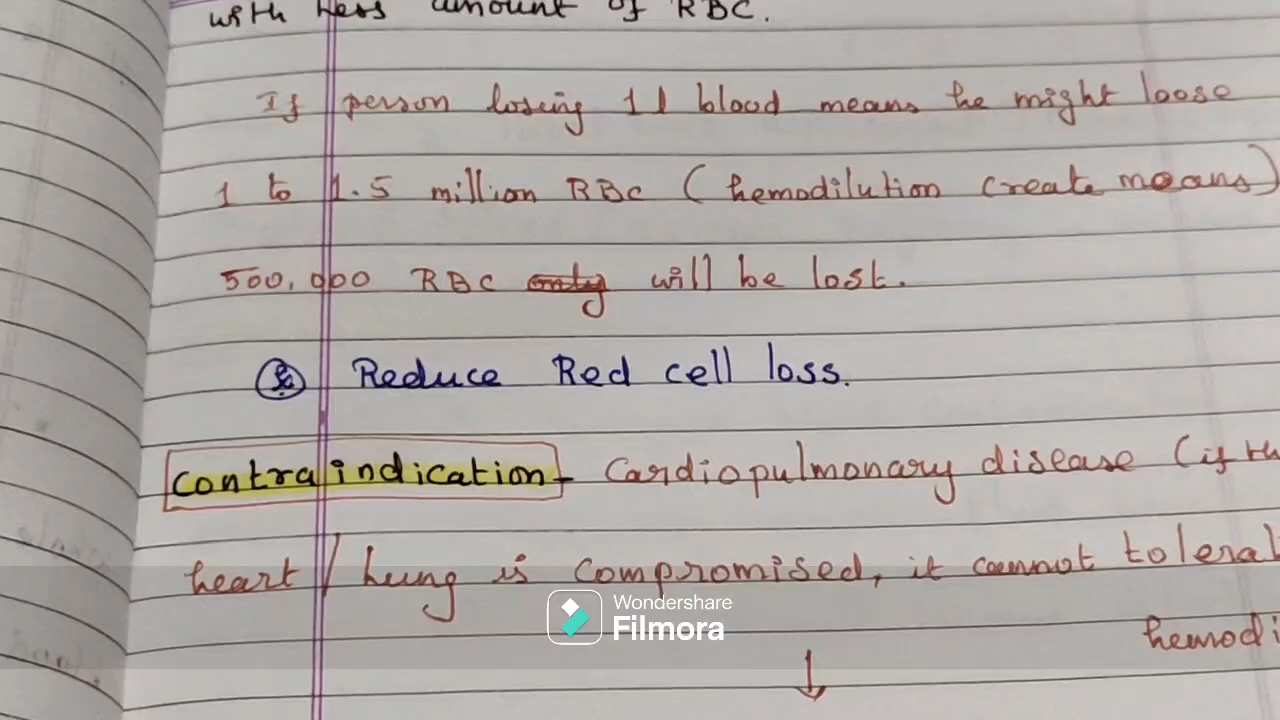 with less amount of RBC.
If person losing 1 l blood means he might loose
1 to 1.5 million RBC (hemodilution create means)
500,000 RBC only will be lost.
Reduce Red cell loss.
Contraindication - Cardiopulmonary disease (if th
heart / lung is compromised, it cannot tolerat
hemodi
↓
Wondershare
Filmora